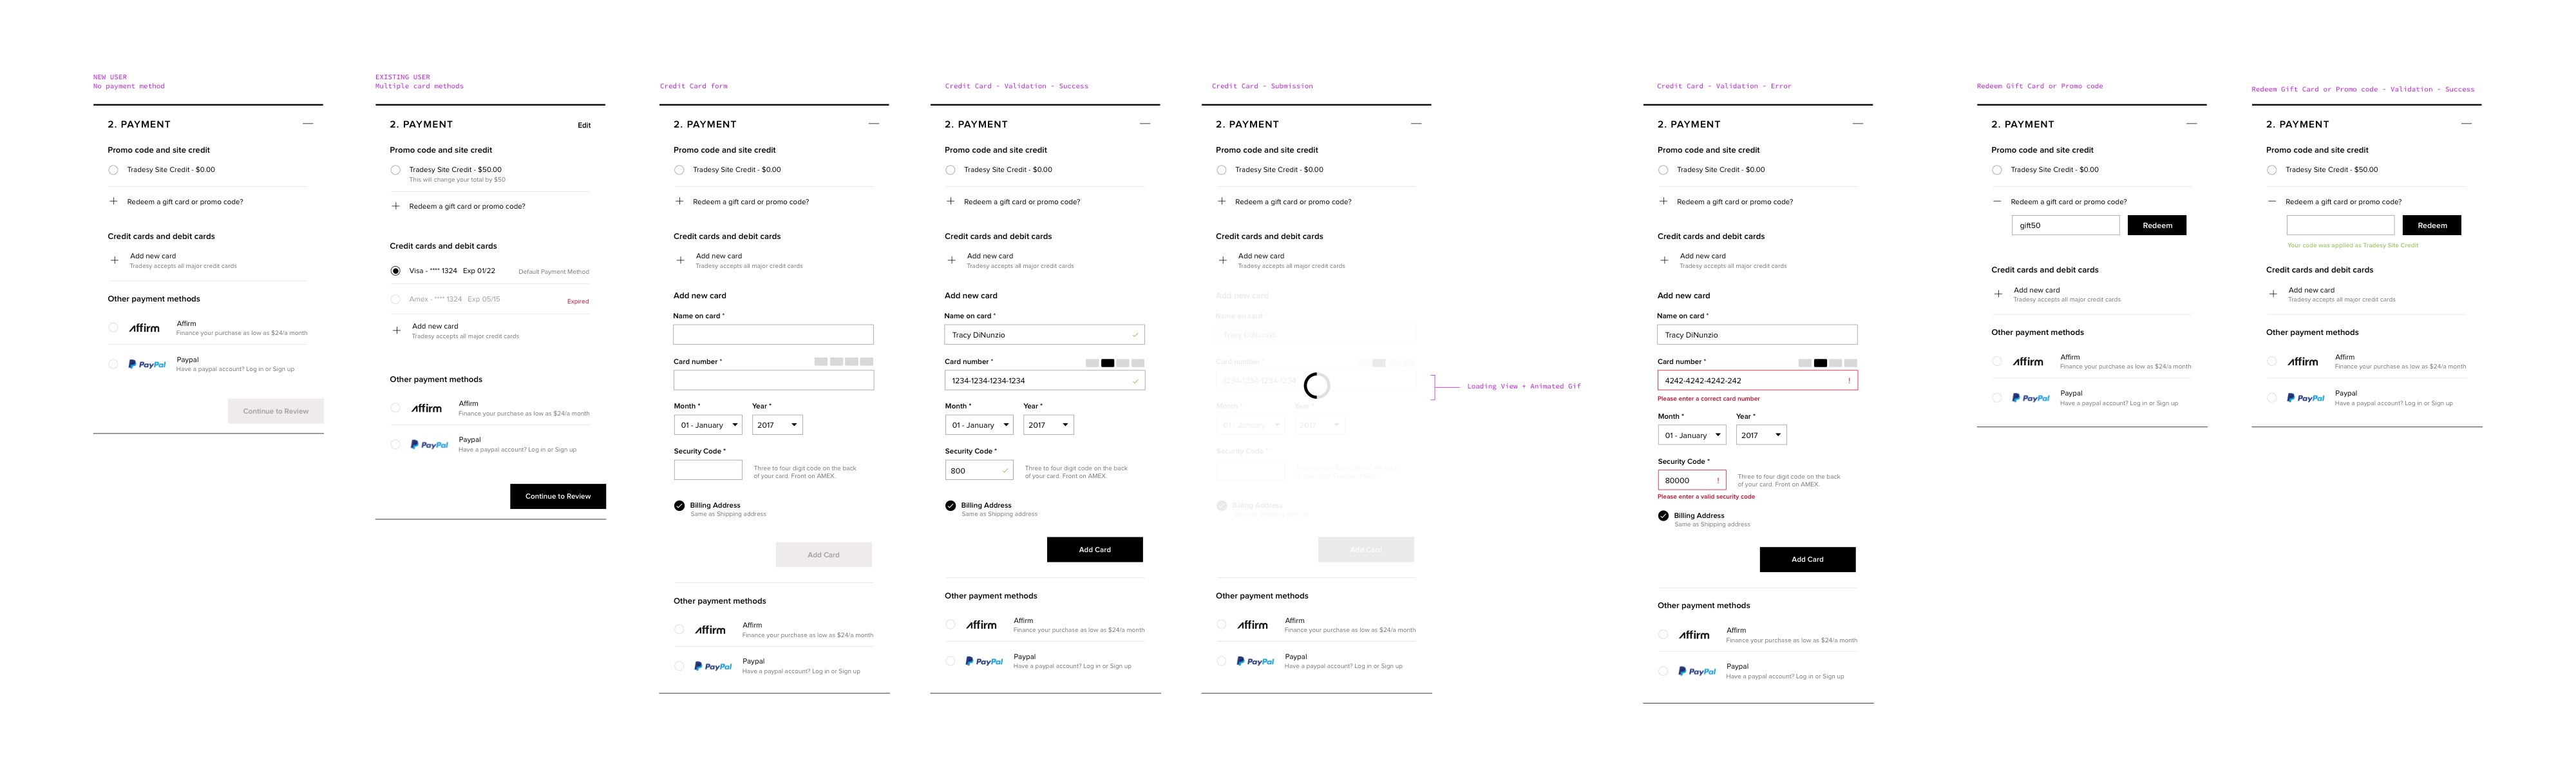 NEW USER
No payment method
2. PAYMENT
Promo code and site credit
Tradesy Site Credit - $0.00
Redeem a gift card or promo code?
Credit cards and debit cards
Add new card
Tradesy accepts all major credit cards
Other payment methods
affirm
Affirm
Finance your purchase as low as $24/a month
PayPal
Paypal
Have a paypal account? Log in or Sign up
Continue to Review
EXISTING USER
Multiple card methods
2. PAYMENT
Edit
Promo code and site credit
Tradesy Site Credit - $50.00
This will change your total by $50
Redeem a gift card or promo code?
Credit cards and debit cards
Visa - **** 1324 Exp 01/22
Default Payment Method
Amex - **** 1324 Exp 05/15
Expired
Add new card
Tradesy accepts all major credit cards
Other payment methods
affirm
Affirm
Finance your purchase as low as $24/a month
PayPal
Paypal
Have a paypal account? Log in or Sign up
Continue to Review
Credit Card form
2. PAYMENT
Promo code and site credit
Tradesy Site Credit - $0.00
Redeem a gift card or promo code?
Credit cards and debit cards
Add new card
Tradesy accepts all major credit cards
Add new card
Name on card *
Card number *
Month *
Year *
01 - January
2017
Security Code *
Three to four digit code on the back
of your card. Front on AMEX.
Billing Address
Same as Shipping address
Add Card
Other payment methods
affirm
Affirm
Finance your purchase as low as $24/a month
PayPal
Paypal
Have a paypal account? Log in or Sign up
Credit Card - Validation - Success
2. PAYMENT
Promo code and site credit
Tradesy Site Credit - $0.00
Redeem a gift card or promo code?
Credit cards and debit cards
Add new card
Tradesy accepts all major credit cards
Add new card
Name on card *
Tracy DiNunzio
Card number *
1234-1234-1234-1234
Month *
Year *
01 - January
2017
Security Code *
800
Three to four digit code on the back
of your card. Front on AMEX.
Billing Address
Same as Shipping address
Add Card
Other payment methods
affirm
Affirm
Finance your purchase as low as $24/a month
PayPal
Paypal
Have a paypal account? Log in or Sign up
Credit Card - Submission
2. PAYMENT
Promo code and site credit
Tradesy Site Credit - $0.00
Redeem a gift card or promo code?
Credit cards and debit cards
Add new card
Tradesy accepts all major credit cards
Add new card
Name on card *
Tracy DiNunzio
Card number *
1234-1234-1234-1234
Month *
01 - January
2017
Security Code *
Billing Address
Add Card
Other payment methods
affirm
Affirm
Finance your purchase as low as $24/a month
PayPal
Paypal
Have a paypal account? Log in or Sign up
Loading View + Animated Gif
Credit Card - Validation - Error
2. PAYMENT
Promo code and site credit
Tradesy Site Credit - $0.00
Redeem a gift card or promo code?
Credit cards and debit cards
Add new card
Tradesy accepts all major credit cards
Add new card
Name on card *
Tracy DiNunzio
Card number *
4242-4242-4242-242 !
Please enter a correct card number
Month *
Year *
01 - January
2017
Security Code *
80000 !
Three to four digit code on the back
of your card. Front on AMEX.
Please enter a valid security code
Billing Address
Same as Shipping address
Add Card
Other payment methods
affirm
Affirm
Finance your purchase as low as $24/a month
PayPal
Paypal
Have a paypal account? Log in or Sign up
Redeem Gift Card or Promo code
2. PAYMENT
Promo code and site credit
Tradesy Site Credit - $0.00
Redeem a gift card or promo code?
gift50
Redeem
Credit cards and debit cards
Add new card
Tradesy accepts all major credit cards
Other payment methods
affirm
Affirm
Finance your purchase as low as $24/a month
PayPal
Paypal
Have a paypal account? Log in or Sign up
Redeem Gift Card or Promo code - Validation - Success
2. PAYMENT
Promo code and site credit
Tradesy Site Credit - $50.00
Redeem a gift card or promo code?
Redeem
Your code was applied as Tradesy Site Credit
Credit cards and debit cards
Add new card
Tradesy accepts all major credit cards
Other payment methods
affirm
Affirm
Finance your purchase as low as $24/a month
PayPal
Paypal
Have a paypal account? Log in or Sign up